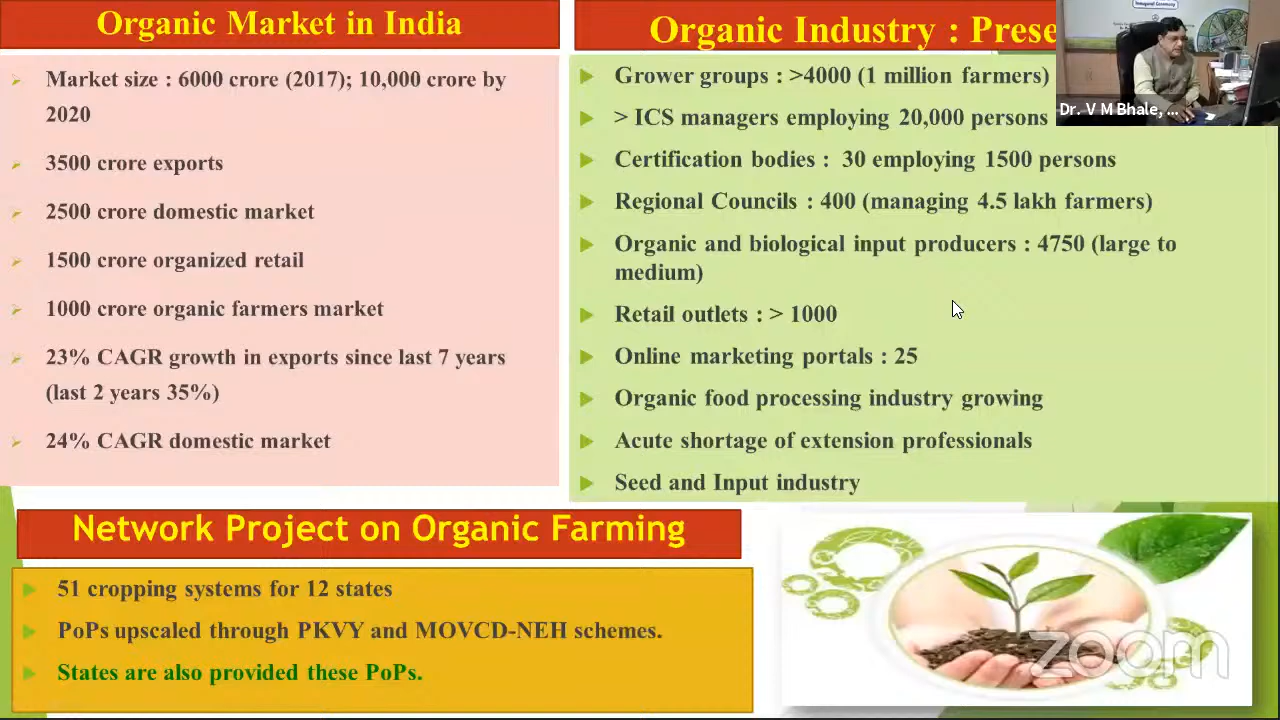 Organic Market in India
Market size : 6000 crore (2017); 10,000 crore by
2020
3500 crore exports
2500 crore domestic market
1500 crore organized retail
1000 crore organic farmers market
23% CAGR growth in exports since last 7 years
(last 2 years 35%)
24% CAGR domestic market
Organic Industry : Prese
Grower groups : >4000 (1 million farmers)
> ICS managers employing 20,000 persons
Certification bodies : 30 employing 1500 persons
Regional Councils : 400 (managing 4.5 lakh farmers)
Organic and biological input producers : 4750 (large to
medium)
Retail outlets : > 1000
Online marketing portals : 25
Organic food processing industry growing
Acute shortage of extension professionals
Seed and Input industry
Dr. V M Bhale, ...
Network Project on Organic Farming
51 cropping systems for 12 states
PoPs upscaled through PKVY and MOVCD-NEH schemes.
States are also provided these PoPs.
zoom